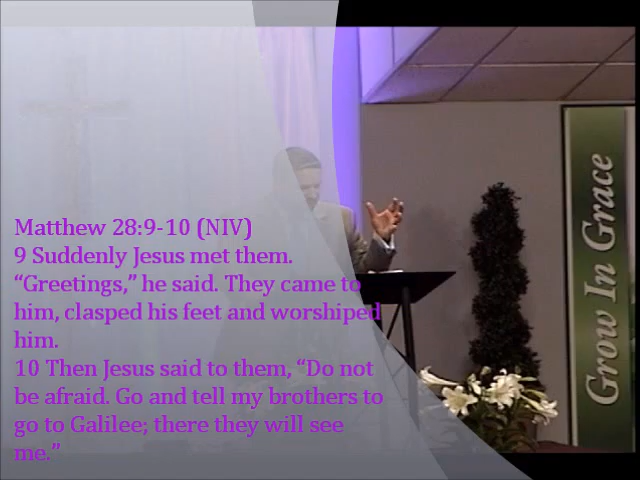 Matthew 28:9-10 (NIV)
9 Suddenly Jesus met them.
“Greetings,” he said. They came to
him, clasped his feet and worshiped
him.
10 Then Jesus said to them, “Do not
be afraid. Go and tell my brothers to
go to Galilee; there they will see
me.”
Grow In Grace